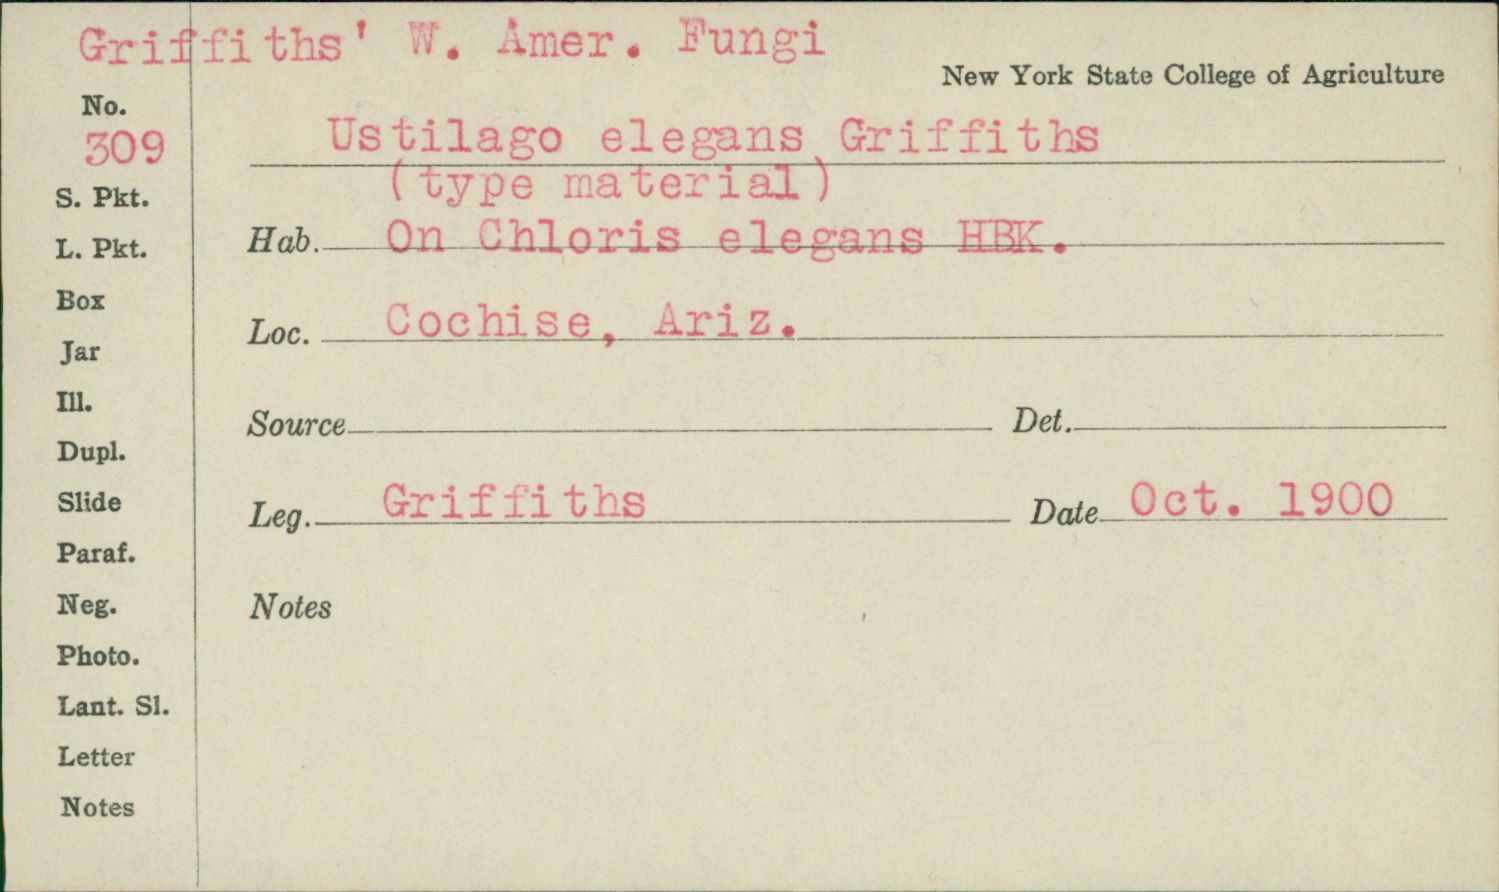 Griffiths' W. Amer. Fungi
New York State College of Agriculture
No.
309
Ustilago elegans Griffiths
(type material)
S. Pkt.
L. Pkt.
Hab. On Chloris elegans HBK.
Box
Loc. Cochise, Ariz.
Jar
Ill.
Source Det.
Dupl.
Slide
Leg. Griffiths Date Oct. 1900
Paraf.
Neg.
Notes
Photo.
Lant. Sl.
Letter
Notes